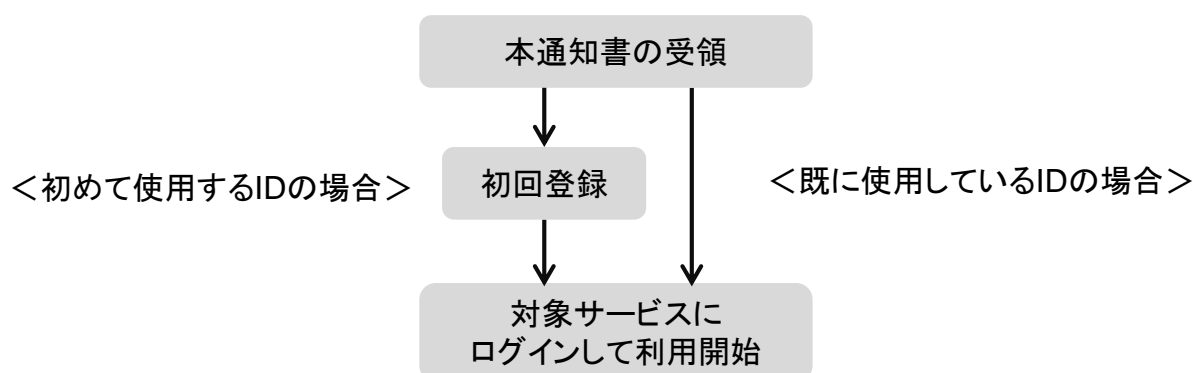 本通知書の受領
＜初めて使用するIDの場合＞
初回登録
＜既に使用しているIDの場合＞
対象サービスに
ログインして利用開始